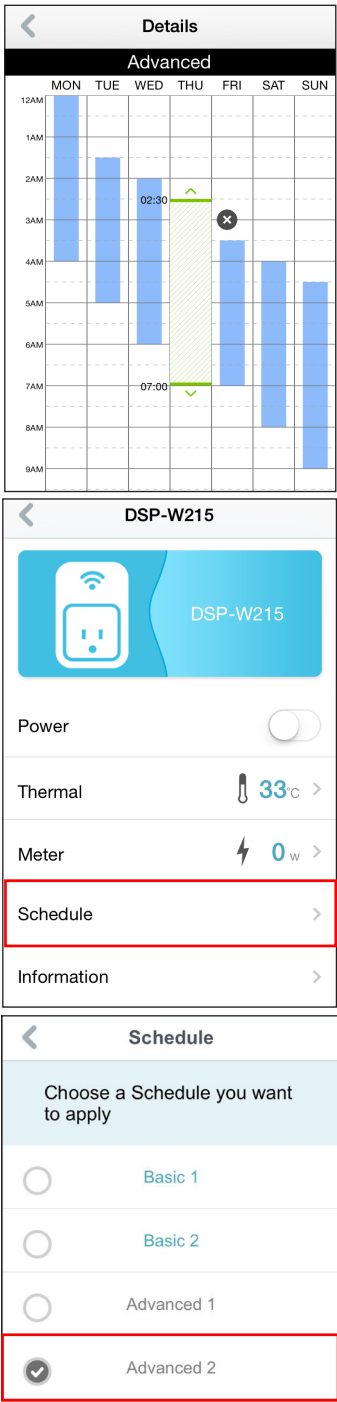 Details
Advanced
MON TUE WED THU FRI SAT SUN
12AM
1AM
2AM
02:30
3AM
4AM
5AM
6AM
7AM 07:00
8AM
9AM
DSP-W215
DSP-W215
Power
Thermal 33°C
Meter 0 W
Schedule
Information
Schedule
Choose a Schedule you want
to apply
Basic 1
Basic 2
Advanced 1
Advanced 2